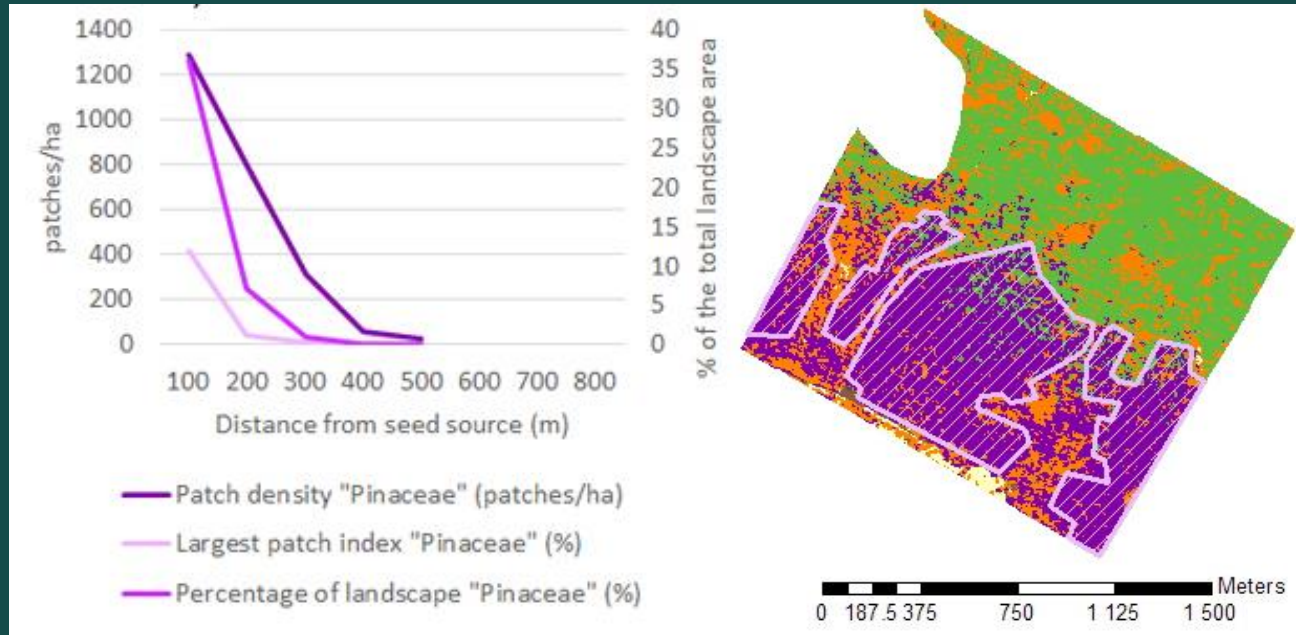 1400
1200
1000
800
600
400
200
0
patches/ha
40
35
30
25
20
15
10
5
0
% of the total landscape area
100 200 300 400 500 600 700 800
Distance from seed source (m)
Patch density "Pinaceae" (patches/ha)
Largest patch index "Pinaceae" (%)
Percentage of landscape "Pinaceae" (%)
Meters
0 187.5 375 750 1 125 1 500